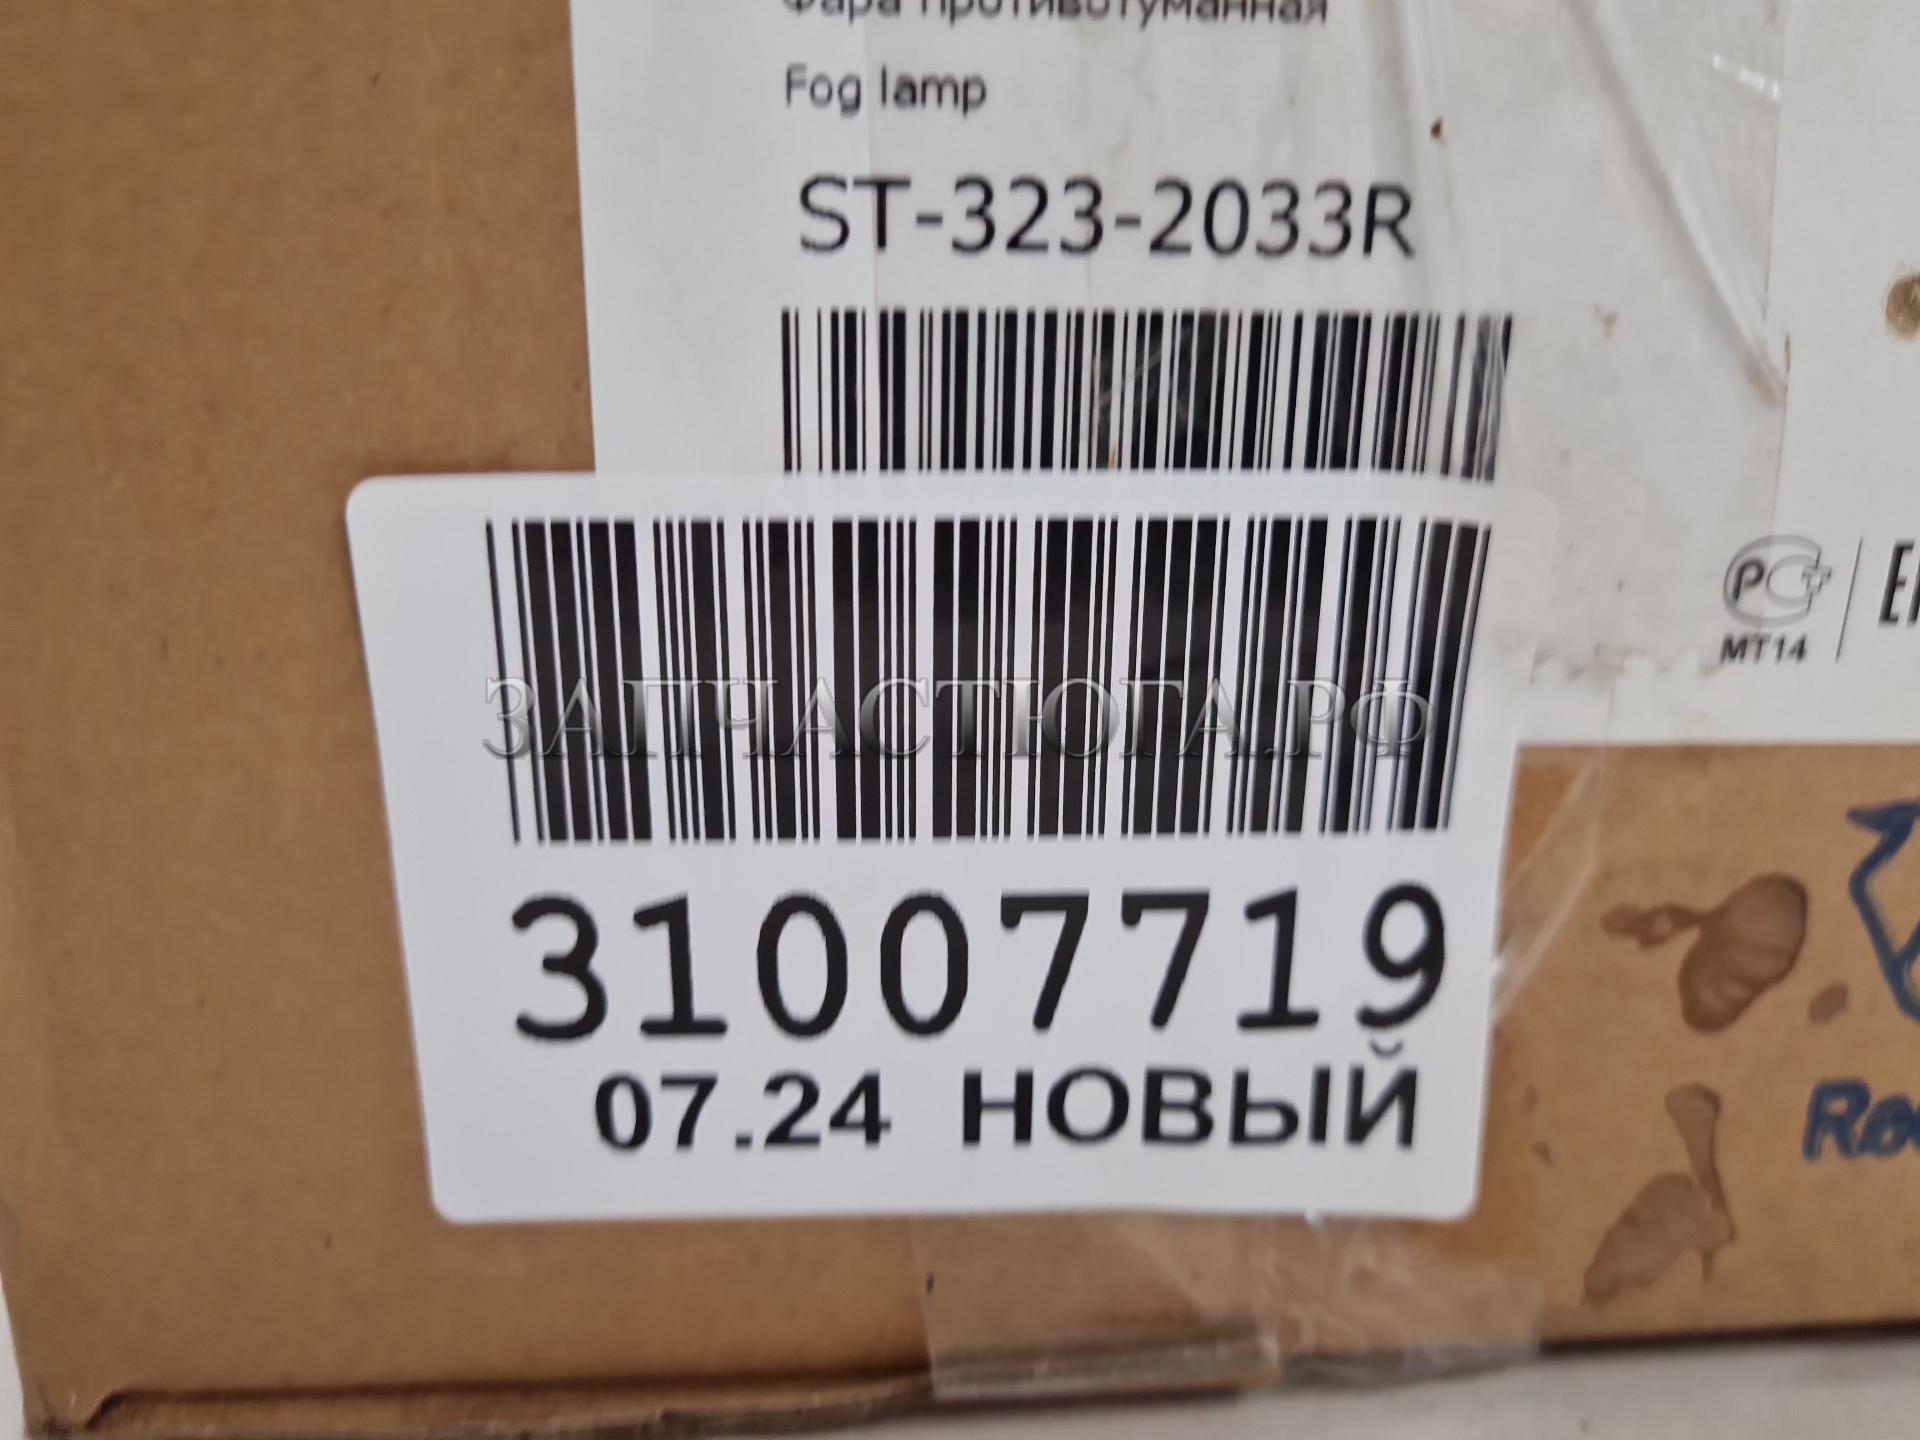 Фара противотуманная
Fog lamp
ST-323-2033R
МТ14
ЗАПЧАСТЮГА.РФ
31007719
07.24 НОВЫЙ